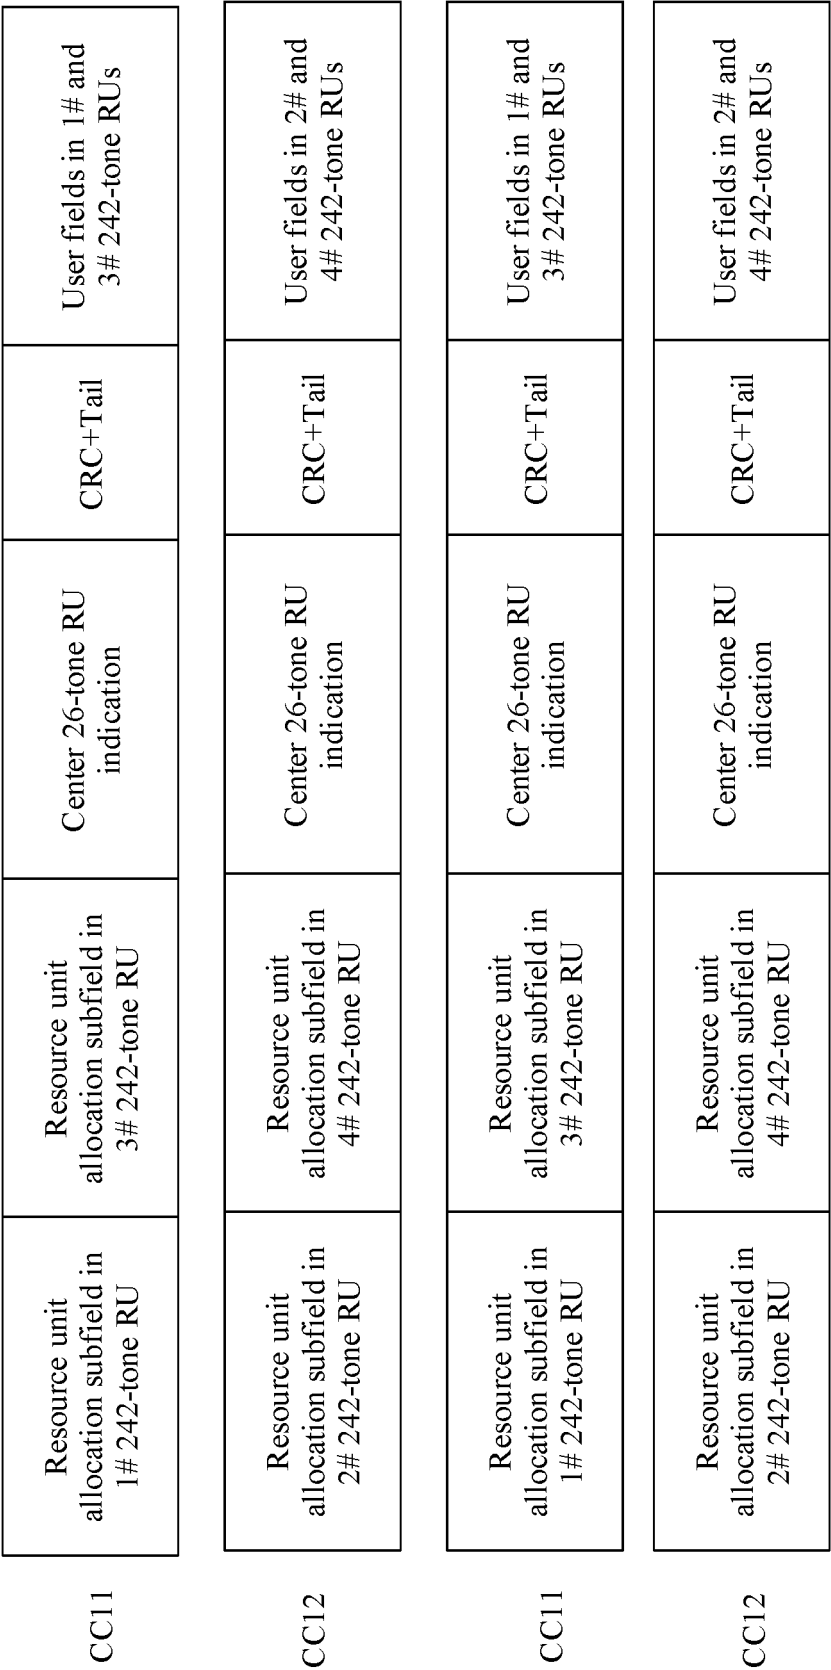 CC11
Resource unit
allocation subfield in
1# 242-tone RU
Resource unit
allocation subfield in
3# 242-tone RU
Center 26-tone RU
indication
CRC+Tail
User fields in 1# and
3# 242-tone RUs
CC12
Resource unit
allocation subfield in
2# 242-tone RU
Resource unit
allocation subfield in
4# 242-tone RU
Center 26-tone RU
indication
CRC+Tail
User fields in 2# and
4# 242-tone RUs
CC11
Resource unit
allocation subfield in
1# 242-tone RU
Resource unit
allocation subfield in
3# 242-tone RU
Center 26-tone RU
indication
CRC+Tail
User fields in 1# and
3# 242-tone RUs
CC12
Resource unit
allocation subfield in
2# 242-tone RU
Resource unit
allocation subfield in
4# 242-tone RU
Center 26-tone RU
indication
CRC+Tail
User fields in 2# and
4# 242-tone RUs